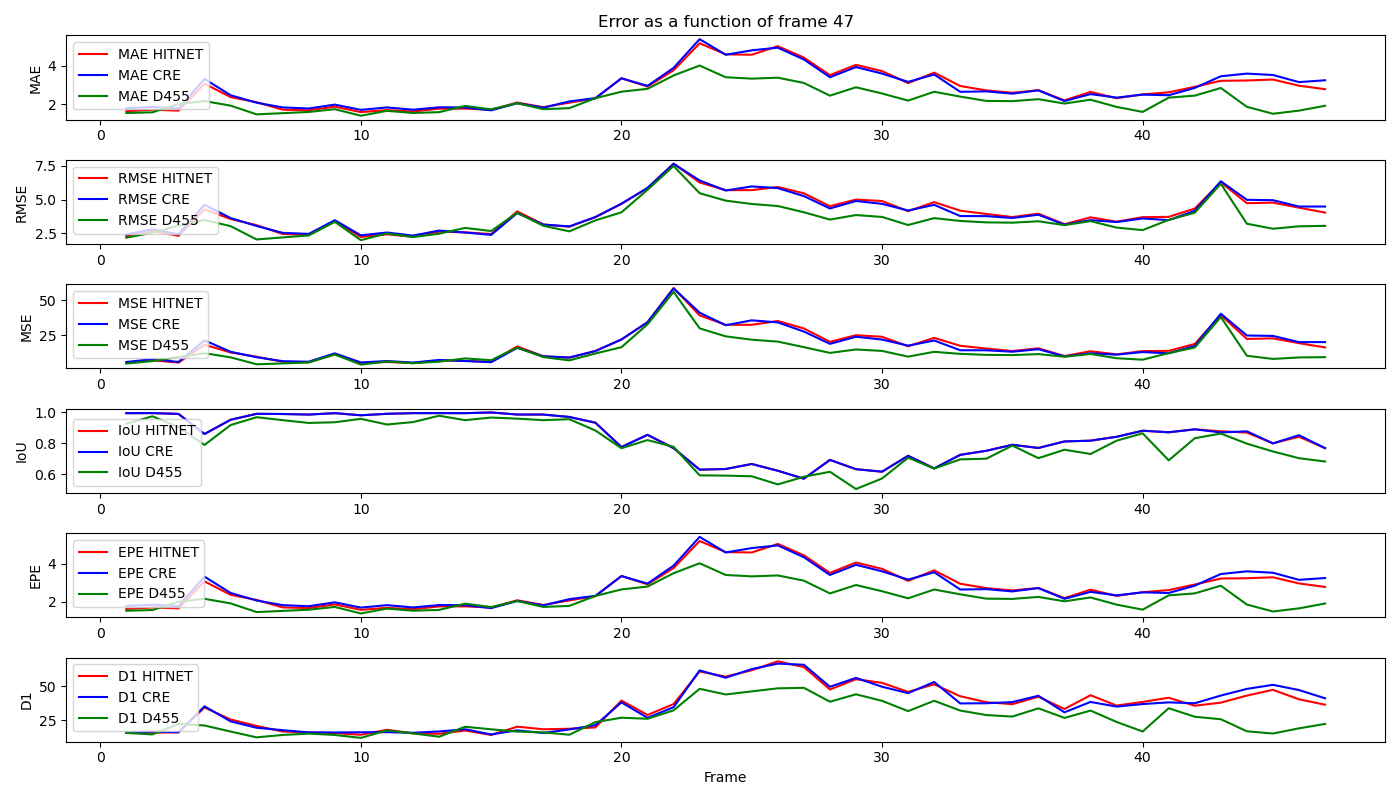 Error as a function of frame 47
MAE
4
2
MAE HITNET
MAE CRE
MAE D455
0 10 20 30 40
RMSE
7.5
5.0
2.5
RMSE HITNET
RMSE CRE
RMSE D455
0 10 20 30 40
MSE
50
25
MSE HITNET
MSE CRE
MSE D455
0 10 20 30 40
IoU
1.0
0.8
0.6
IoU HITNET
IoU CRE
IoU D455
0 10 20 30 40
EPE
4
2
EPE HITNET
EPE CRE
EPE D455
0 10 20 30 40
D1
50
25
D1 HITNET
D1 CRE
D1 D455
0 10 20 30 40
Frame